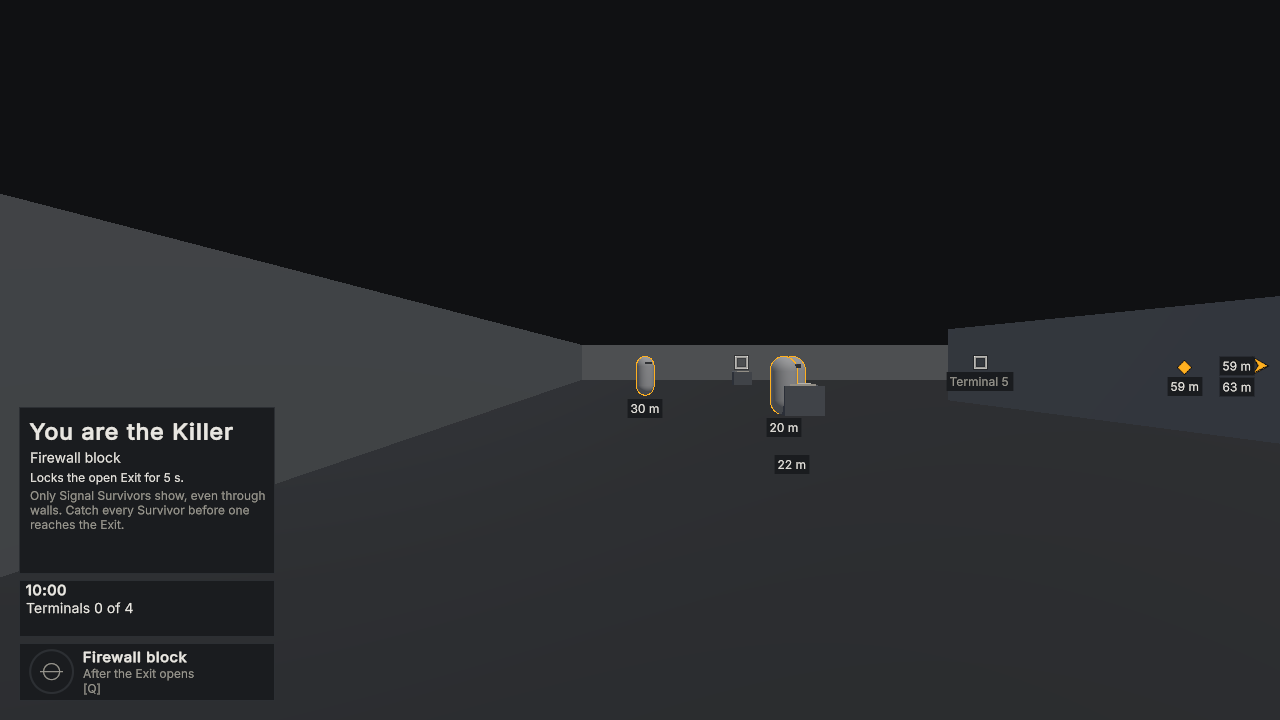 30 m
20 m
22 m
Terminal 5
59 m
59 m
63 m
You are the Killer
Firewall block
Locks the open Exit for 5 s.
Only Signal Survivors show, even through
walls. Catch every Survivor before one
reaches the Exit.
10:00
Terminals 0 of 4
Firewall block
After the Exit opens
[Q]